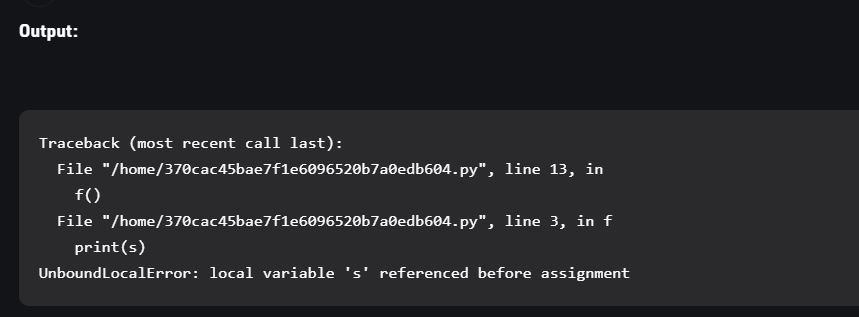 Output:
Traceback (most recent call last):
File "/home/370cac45bae7f1e6096520b7a0edb604.py", line 13, in
f()
File "/home/370cac45bae7f1e6096520b7a0edb604.py", line 3, in f
print(s)
UnboundLocalError: local variable 's' referenced before assignment